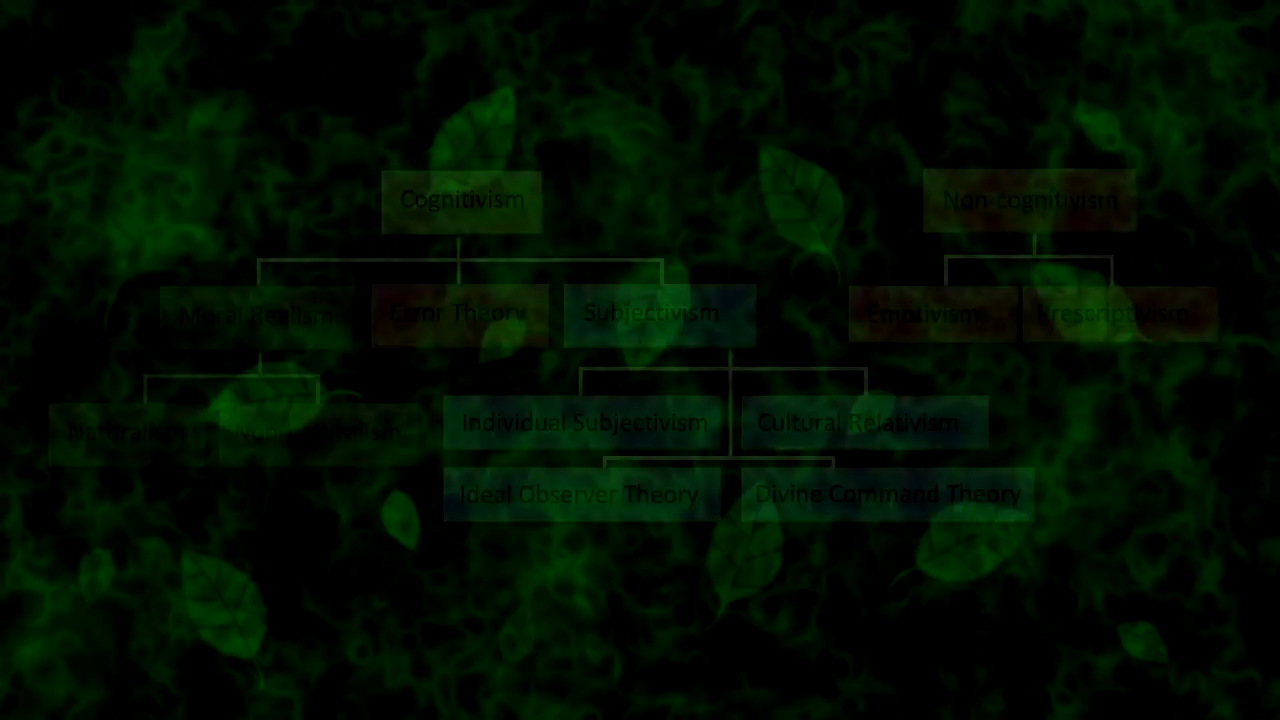 Cognitivism
Non-cognitivism
Moral Realism
Error Theory
Subjectivism
Emotivism
Prescriptivism
Naturalism
Individual Subjectivism
Cultural Relativism
Ideal Observer Theory
Divine Command Theory